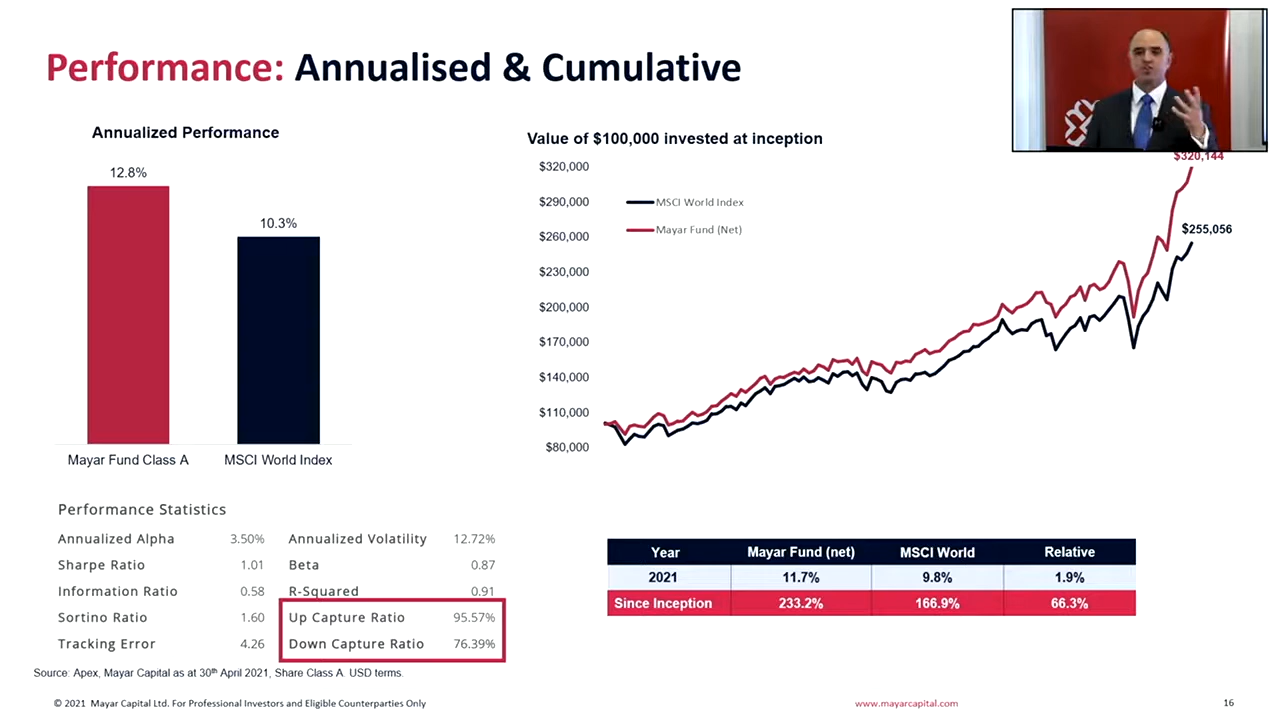 Performance: Annualised & Cumulative
Annualized Performance
12.8%
10.3%
Mayar Fund Class A
MSCI World Index
Value of $100,000 invested at inception
$320,000
$290,000
$260,000
$230,000
$200,000
$170,000
$140,000
$110,000
$80,000
MSCI World Index
Mayar Fund (Net)
$320,144
$255,056
Performance Statistics
Annualized Alpha 3.50% Annualized Volatility 12.72%
Sharpe Ratio 1.01 Beta 0.87
Information Ratio 0.58 R-Squared 0.91
Sortino Ratio 1.60 Up Capture Ratio 95.57%
Tracking Error 4.26 Down Capture Ratio 76.39%
Year Mayar Fund (net) MSCI World Relative
2021 11.7% 9.8% 1.9%
Since Inception 233.2% 166.9% 66.3%
Source: Apex, Mayar Capital as at 30th April 2021, Share Class A. USD terms.
© 2021 Mayar Capital Ltd. For Professional Investors and Eligible Counterparties Only
www.mayarcapital.com
16